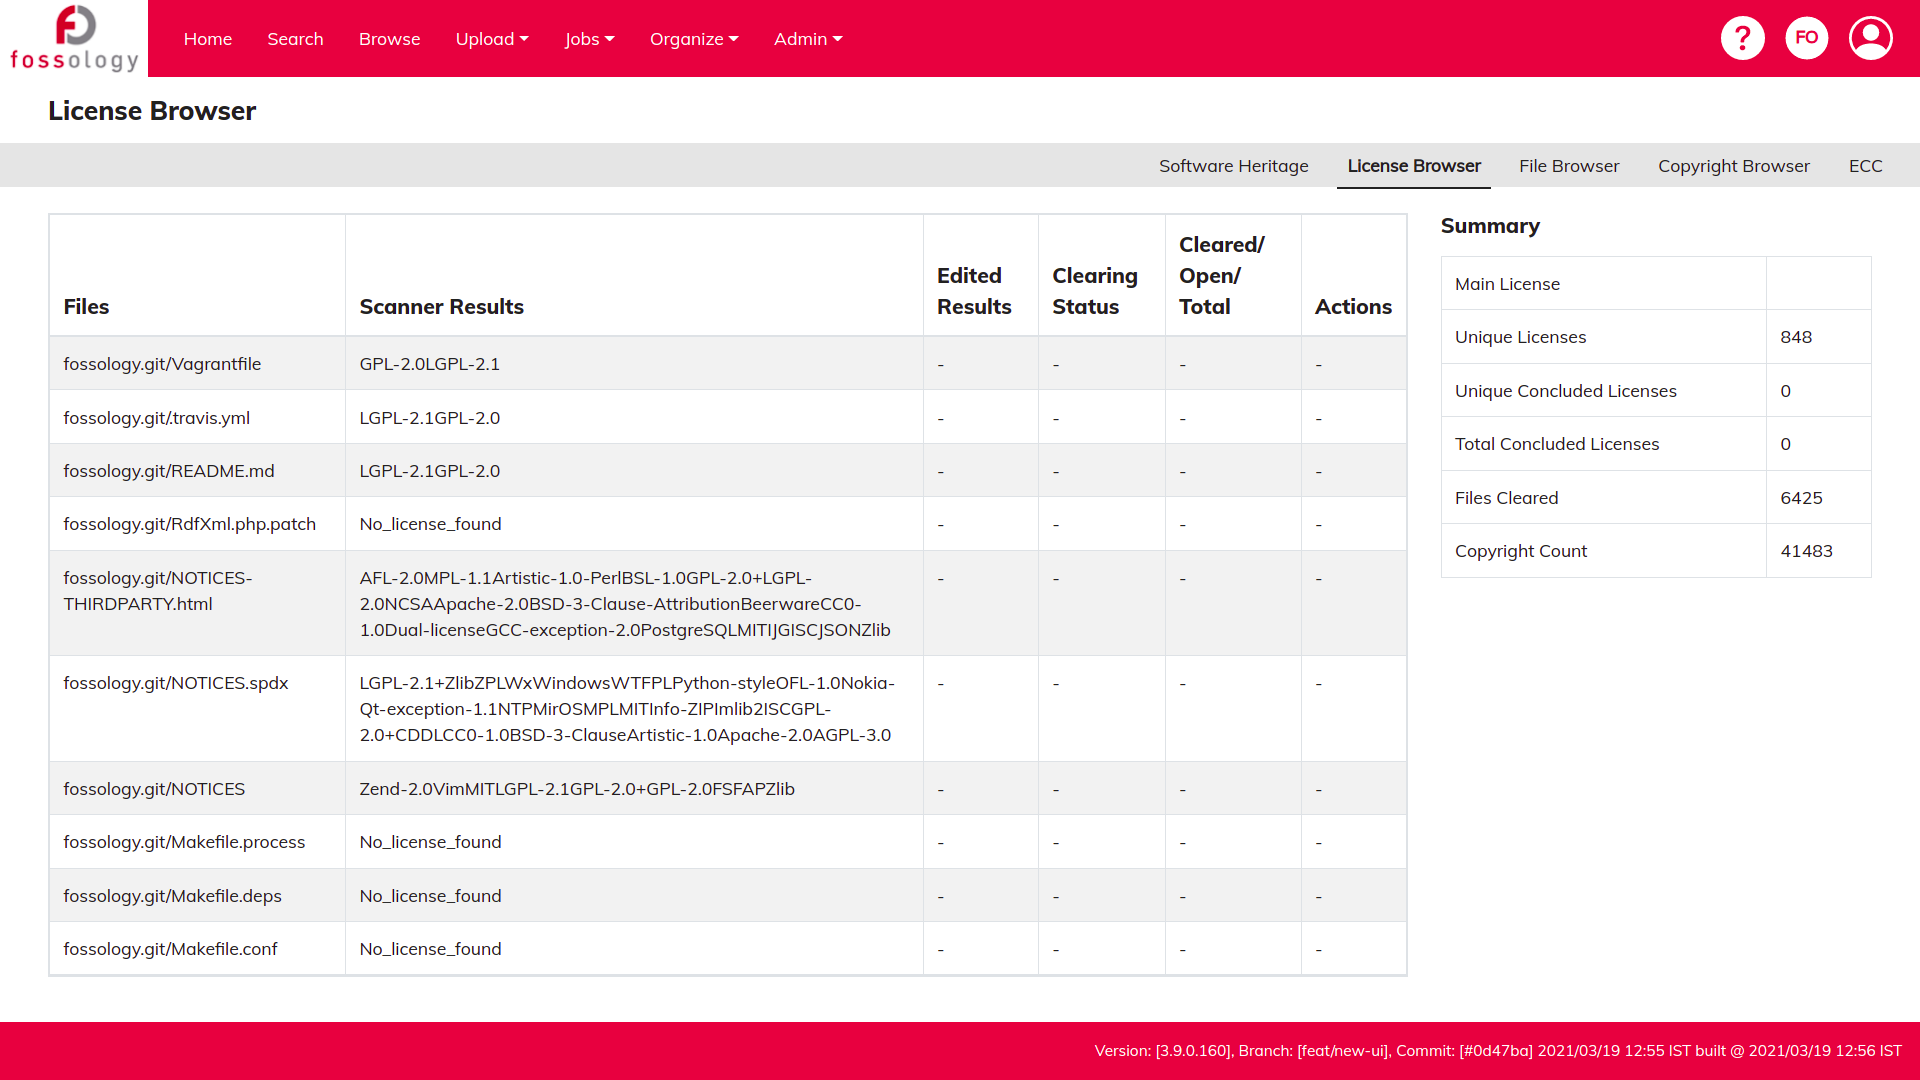 fossology
Home Search Browse Upload Jobs Organize Admin
? FO
License Browser
Software Heritage License Browser File Browser Copyright Browser ECC
Files Scanner Results Edited Results Clearing Status Cleared/ Open/ Total Actions
fossology.git/Vagrantfile GPL-2.0LGPL-2.1 - - - -
fossology.git/.travis.yml LGPL-2.1GPL-2.0 - - - -
fossology.git/README.md LGPL-2.1GPL-2.0 - - - -
fossology.git/RdfXml.php.patch No_license_found - - - -
fossology.git/NOTICES- AFL-2.0MPL-1.1Artistic-1.0-PerlBSL-1.0GPL-2.0+LGPL- - - - -
THIRDPARTY.html 2.0NCSAApache-2.0BSD-3-Clause-AttributionBeerwareCC0-
1.0Dual-licenseGCC-exception-2.0PostgreSQLMITIJGISCJSONZlib
fossology.git/NOTICES.spdx LGPL-2.1+ZlibZPLWxWindowsWTFPLPython-styleOFL-1.0Nokia- - - - -
Qt-exception-1.1NTPMirOSMPLMITInfo-ZIPImlib2ISCGPL-
2.0+CDDLCC0-1.0BSD-3-ClauseArtistic-1.0Apache-2.0AGPL-3.0
fossology.git/NOTICES Zend-2.0VimMITLGPL-2.1GPL-2.0+GPL-2.0FSFAPZlib - - - -
fossology.git/Makefile.process No_license_found - - - -
fossology.git/Makefile.deps No_license_found - - - -
fossology.git/Makefile.conf No_license_found - - - -
Summary
Main License
Unique Licenses 848
Unique Concluded Licenses 0
Total Concluded Licenses 0
Files Cleared 6425
Copyright Count 41483
Version: [3.9.0.160], Branch: [feat/new-ui], Commit: [#0d47ba] 2021/03/19 12:55 IST built @ 2021/03/19 12:56 IST